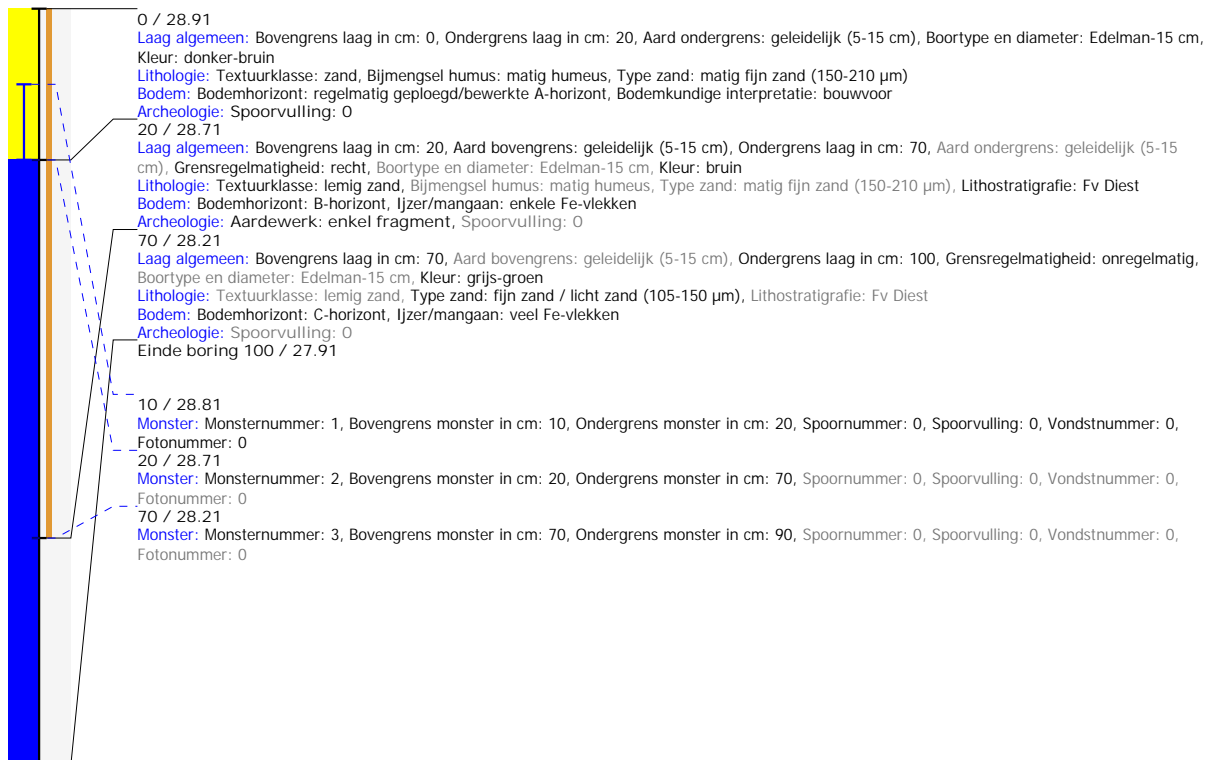 0 / 28.91
Laag algemeen: Bovengrens laag in cm: 0, Ondergrens laag in cm: 20, Aard ondergrens: geleidelijk (5-15 cm), Boortype en diameter: Edelman-15 cm,
Kleur: donker-bruin
Lithologie: Textuurklasse: zand, Bijmengsel humus: matig humeus, Type zand: matig fijn zand (150-210 µm)
Bodem: Bodemhorizont: regelmatig geploegd/bewerkte A-horizont, Bodemkundige interpretatie: bouwvoor
Archeologie: Spoorvulling: 0
20 / 28.71
Laag algemeen: Bovengrens laag in cm: 20, Aard bovengrens: geleidelijk (5-15 cm), Ondergrens laag in cm: 70, Aard ondergrens: geleidelijk (5-15
cm), Grensregelmatigheid: recht, Boortype en diameter: Edelman-15 cm, Kleur: bruin
Lithologie: Textuurklasse: lemig zand, Bijmengsel humus: matig humeus, Type zand: matig fijn zand (150-210 µm), Lithostratigrafie: Fv Diest
Bodem: Bodemhorizont: B-horizont, Ijzer/mangaan: enkele Fe-vlekken
Archeologie: Aardewerk: enkel fragment, Spoorvulling: 0
70 / 28.21
Laag algemeen: Bovengrens laag in cm: 70, Aard bovengrens: geleidelijk (5-15 cm), Ondergrens laag in cm: 100, Grensregelmatigheid: onregelmatig,
Boortype en diameter: Edelman-15 cm, Kleur: grijs-groen
Lithologie: Textuurklasse: lemig zand, Type zand: fijn zand / licht zand (105-150 µm), Lithostratigrafie: Fv Diest
Bodem: Bodemhorizont: C-horizont, Ijzer/mangaan: veel Fe-vlekken
Archeologie: Spoorvulling: 0
Einde boring 100 / 27.91
10 / 28.81
Monster: Monsternummer: 1, Bovengrens monster in cm: 10, Ondergrens monster in cm: 20, Spoornummer: 0, Spoorvulling: 0, Vondstnummer: 0,
Fotonummer: 0
20 / 28.71
Monster: Monsternummer: 2, Bovengrens monster in cm: 20, Ondergrens monster in cm: 70, Spoornummer: 0, Spoorvulling: 0, Vondstnummer: 0,
Fotonummer: 0
70 / 28.21
Monster: Monsternummer: 3, Bovengrens monster in cm: 70, Ondergrens monster in cm: 90, Spoornummer: 0, Spoorvulling: 0, Vondstnummer: 0,
Fotonummer: 0